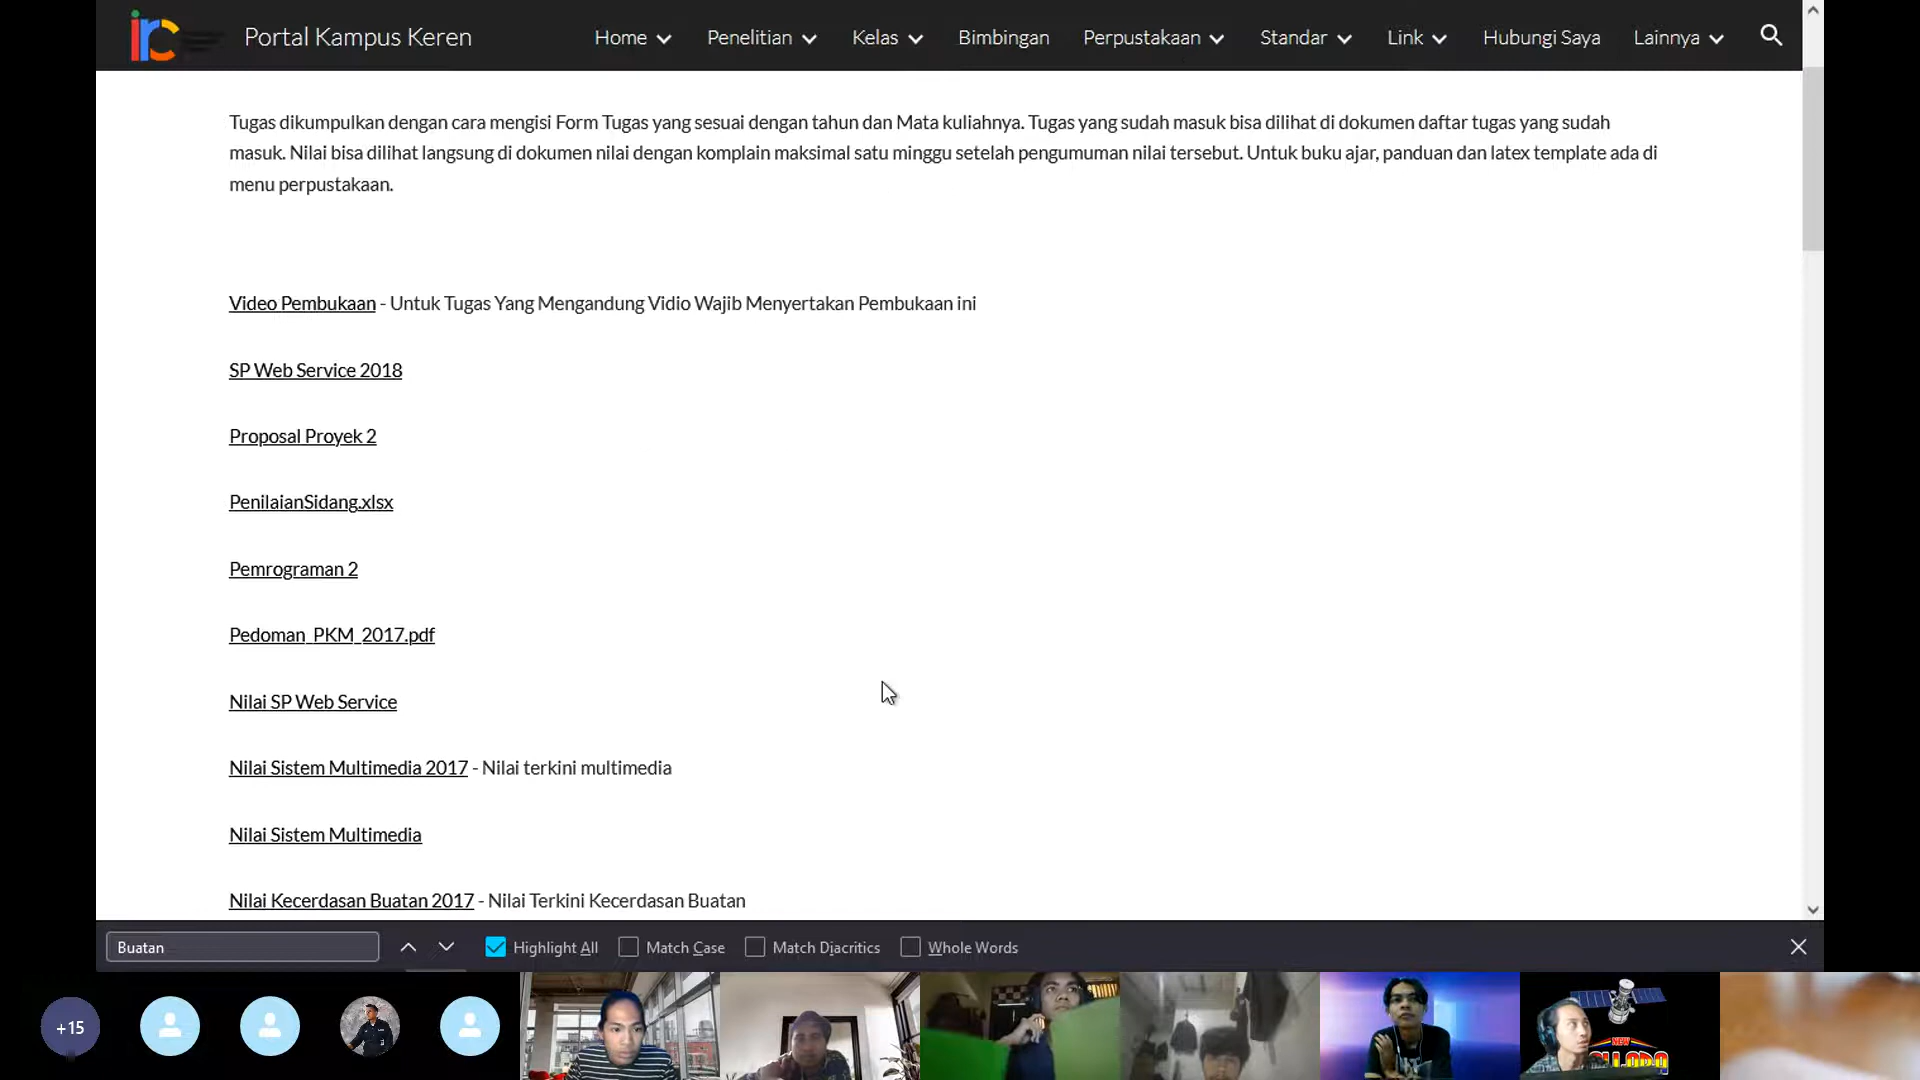 irc Portal Kampus Keren Home Penelitian Kelas Bimbingan Perpustakaan Standar Link Hubungi Saya Lainnya
Tugas dikumpulkan dengan cara mengisi Form Tugas yang sesuai dengan tahun dan Mata kuliahnya. Tugas yang sudah masuk bisa dilihat di dokumen daftar tugas yang sudah
masuk. Nilai bisa dilihat langsung di dokumen nilai dengan komplain maksimal satu minggu setelah pengumuman nilai tersebut. Untuk buku ajar, panduan dan latex template ada di
menu perpustakaan.
Video Pembukaan - Untuk Tugas Yang Mengandung Vidio Wajib Menyertakan Pembukaan ini
SP Web Service 2018
Proposal Proyek 2
PenilaianSidang.xlsx
Pemrograman 2
Pedoman_PKM_2017.pdf
Nilai SP Web Service
Nilai Sistem Multimedia 2017 - Nilai terkini multimedia
Nilai Sistem Multimedia
Nilai Kecerdasan Buatan 2017 - Nilai Terkini Kecerdasan Buatan
Buatan Highlight All Match Case Match Diacritics Whole Words
+15
NEW